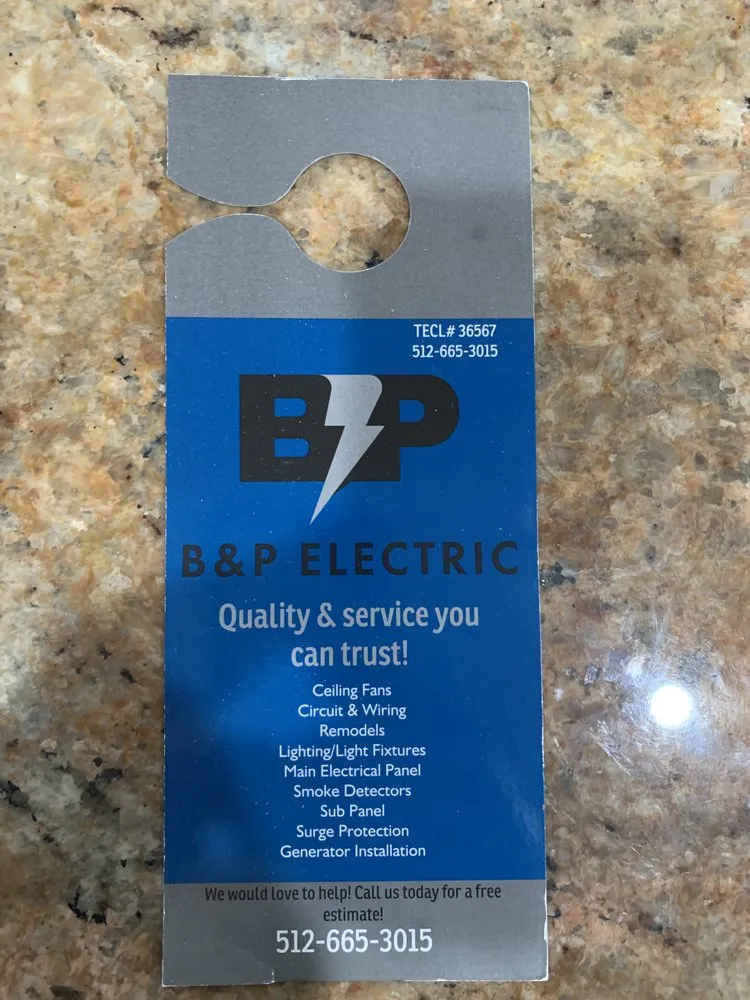 TECL# 36567
512-665-3015
BP
B&P ELECTRIC
Quality & service you
can trust!
Ceiling Fans
Circuit & Wiring
Remodels
Lighting/Light Fixtures
Main Electrical Panel
Smoke Detectors
Sub Panel
Surge Protection
Generator Installation
We would love to help! Call us today for a free
estimate!
512-665-3015